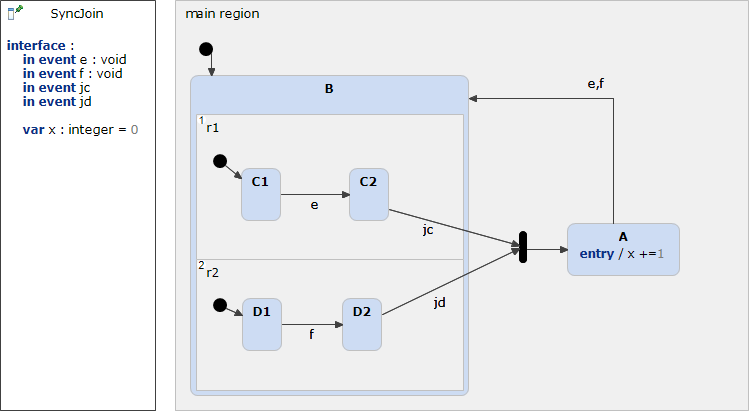 SyncJoin
interface :
in event e : void
in event f : void
in event jc
in event jd
var x : integer = 0
main region
B
1
r1
C1
C2
e
jc
2
r2
D1
D2
f
jd
e,f
A
entry / x +=1